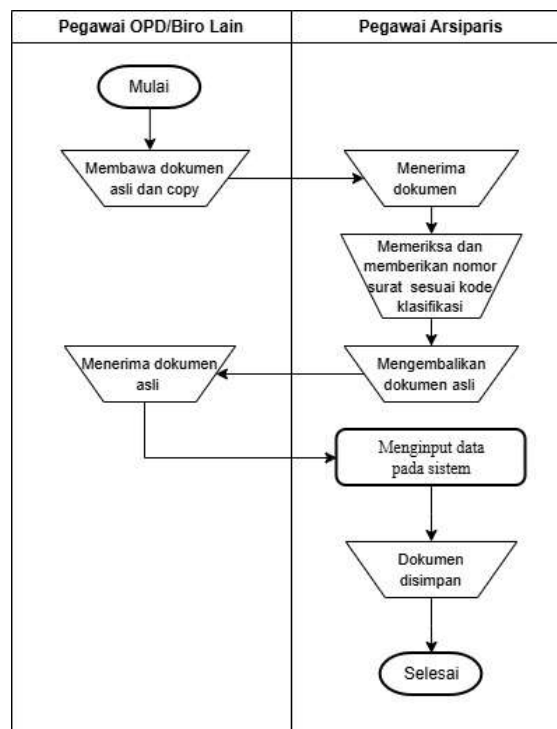 Pegawai OPD/Biro Lain
Pegawai Arsiparis
Mulai
Membawa dokumen
asli dan copy
Menerima
dokumen
Memeriksa dan
memberikan nomor
surat sesuai kode
klasifikasi
Mengembalikan
dokumen asli
Menerima dokumen
asli
Menginput data
pada sistem
Dokumen
disimpan
Selesai